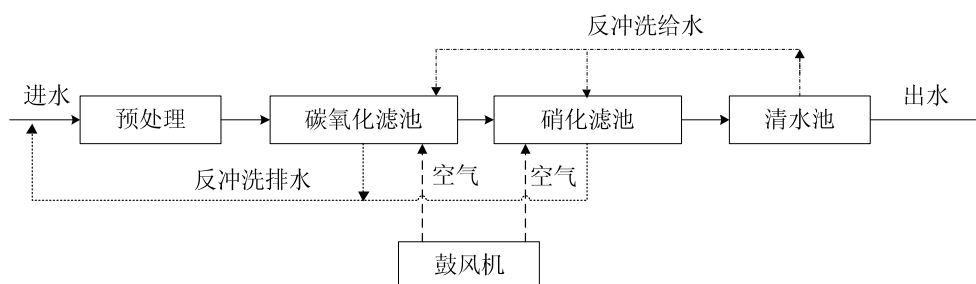 反冲洗给水
进水
预处理
碳氧化滤池
硝化滤池
清水池
出水
反冲洗排水
空气
空气
鼓风机